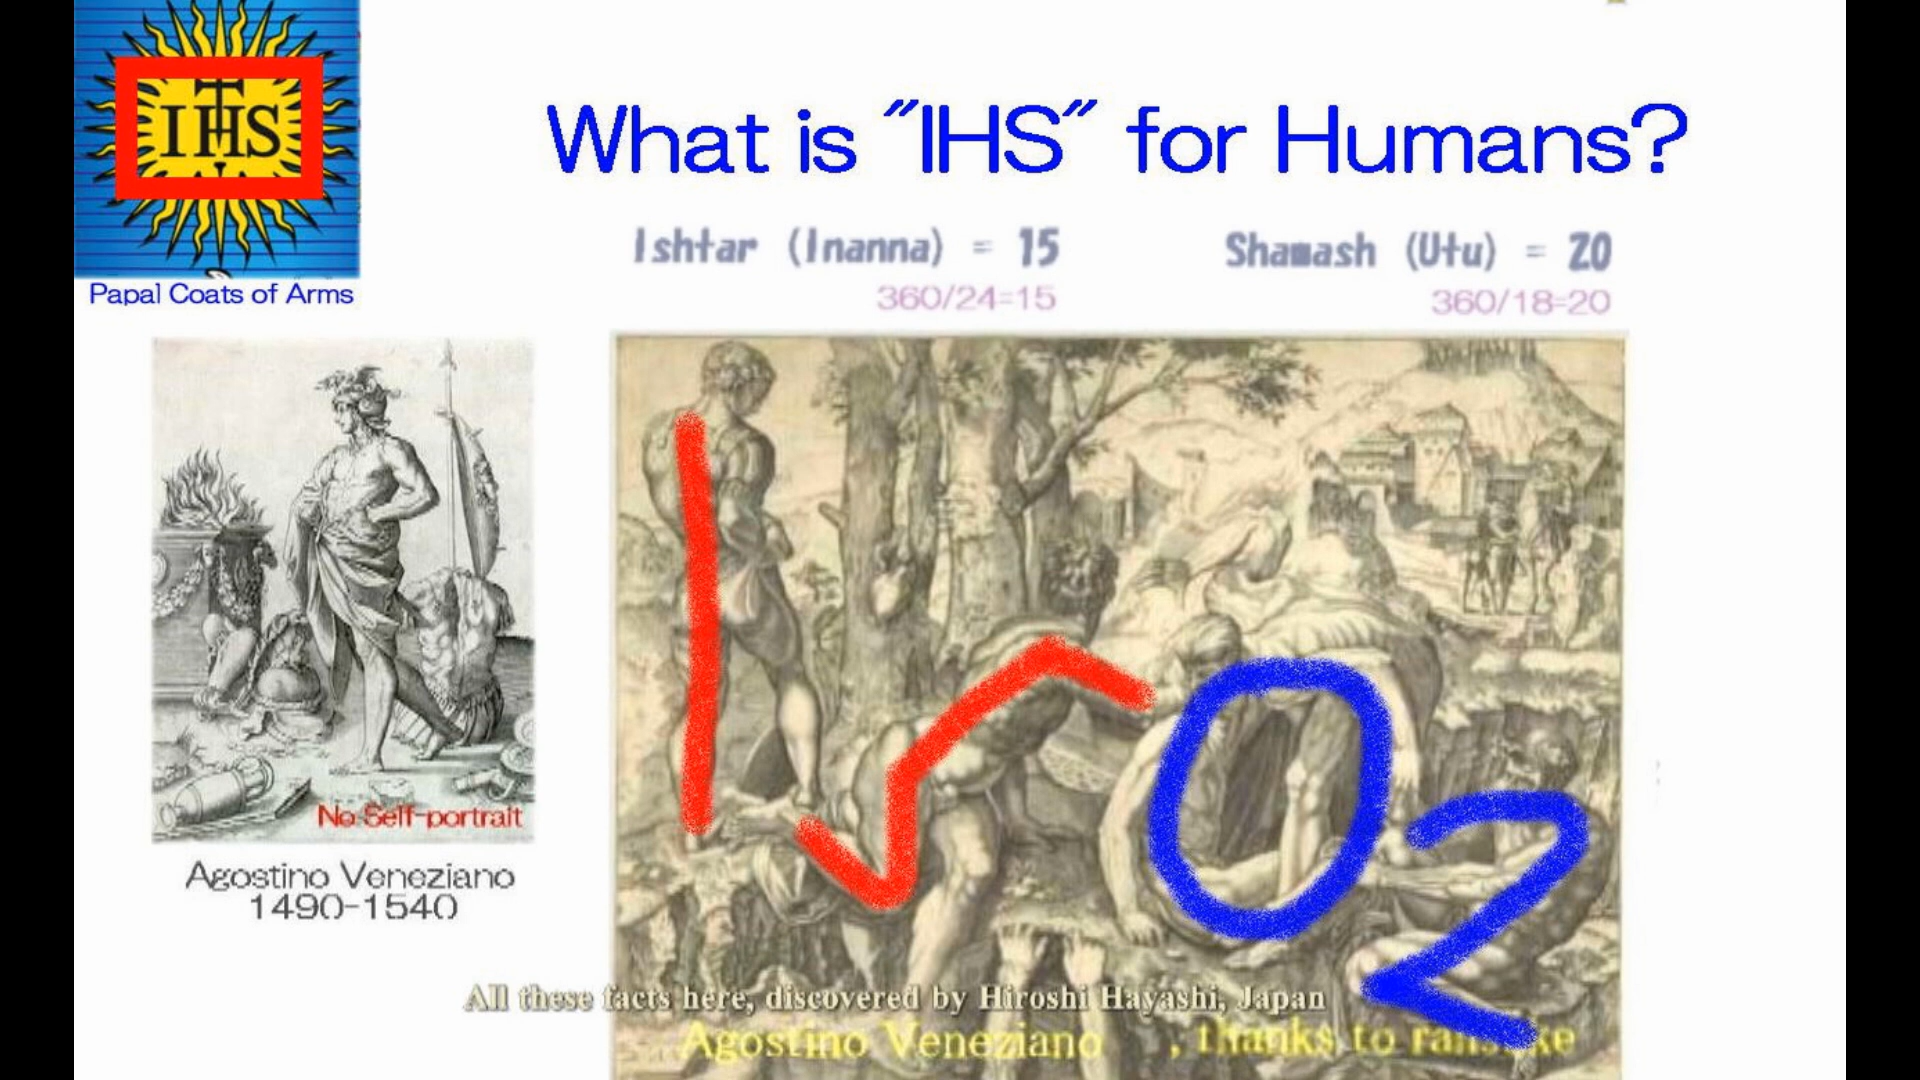 IHS
What is "IHS" for Humans?
Ishtar (Inanna) = 15
Shamash (Utu) = 20
360/24=15
360/18=20
Papal Coats of Arms
No Self-portrait
Agostino Veneziano
1490-1540
15
02
All these facts here, discovered by Hiroshi Hayashi, Japan
Agostino Veneziano , thanks to